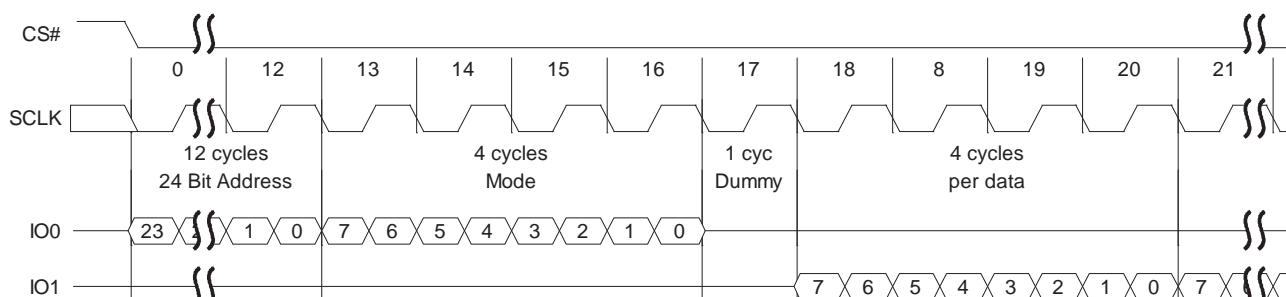 CS#
0 12 13 14 15 16 17 18 8 19 20 21
SCLK
12 cycles 4 cycles 1 cyc 4 cycles
24 Bit Address Mode Dummy per data
IO0 23 1 0 7 6 5 4 3 2 1 0
IO1 7 6 5 4 3 2 1 0 7